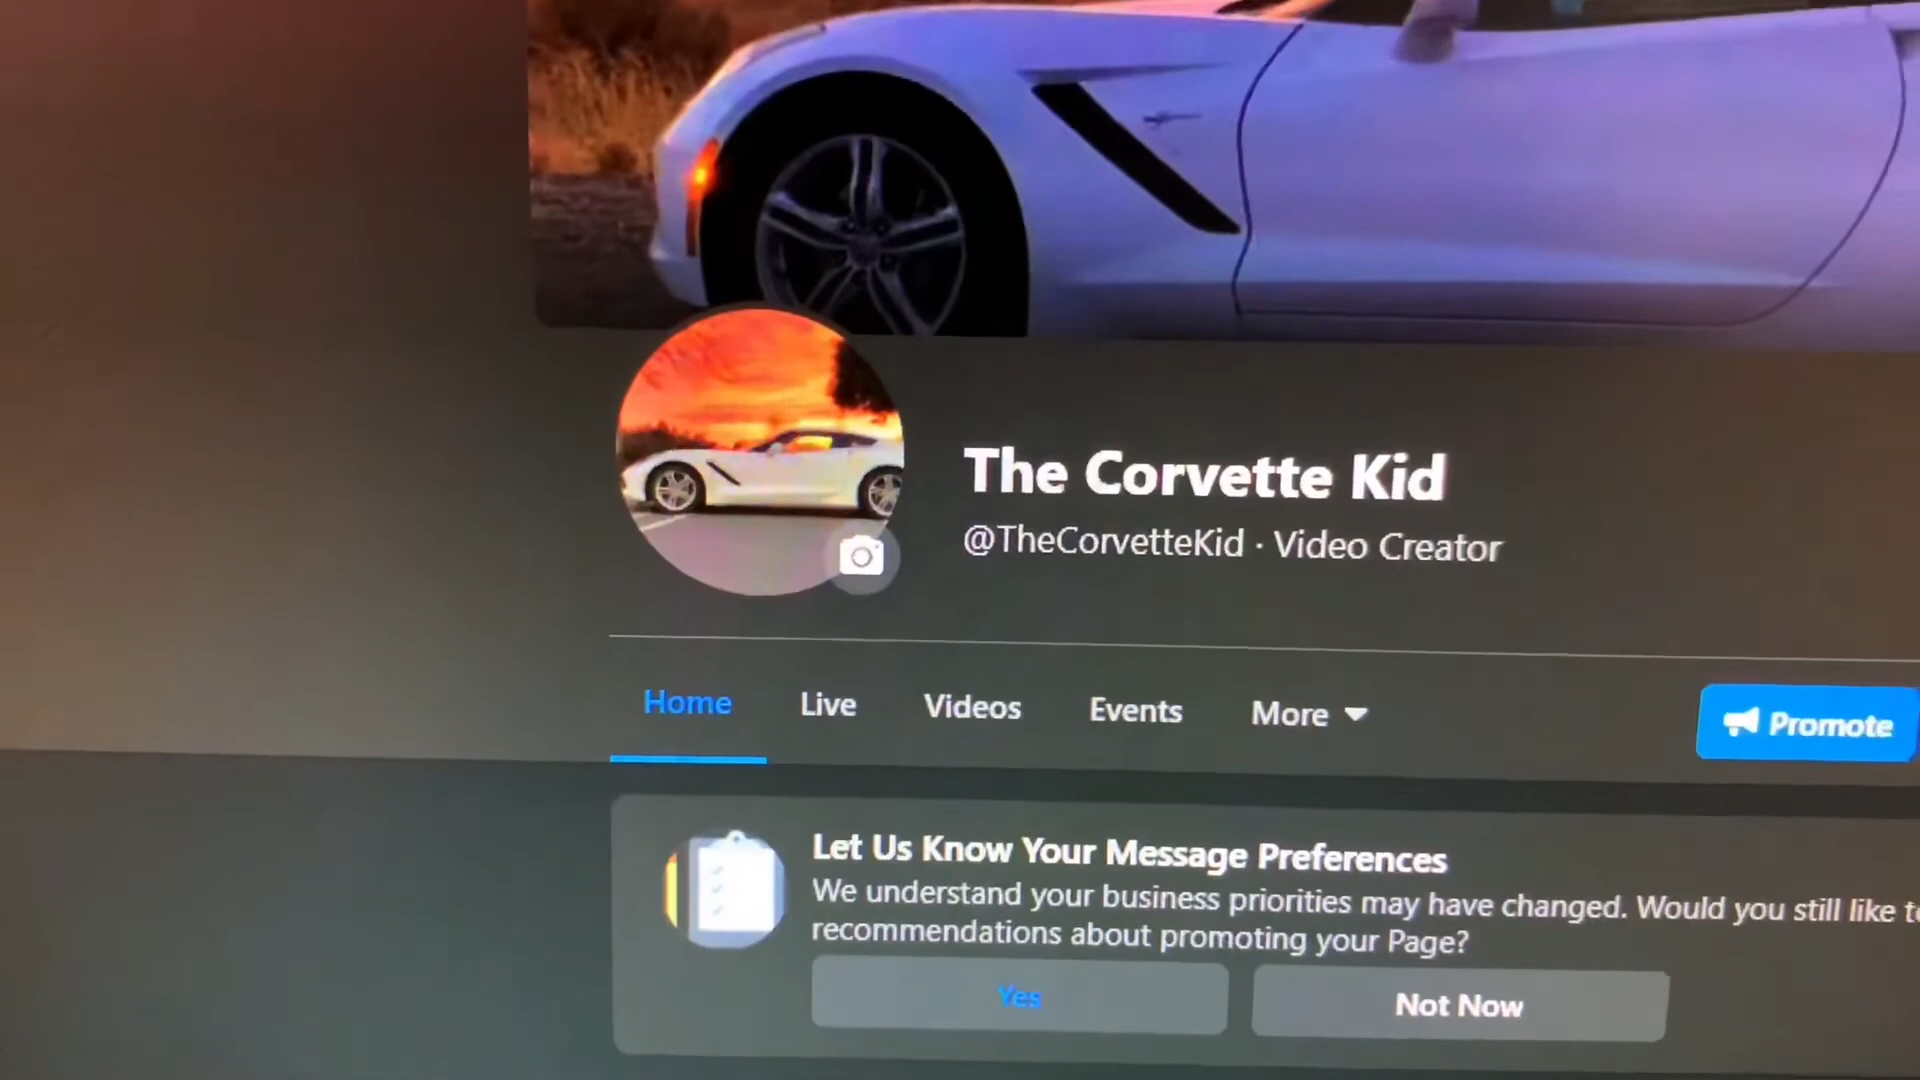 The Corvette Kid
@TheCorvetteKid · Video Creator
Home Live Videos Events More
Promote
Let Us Know Your Message Preferences
We understand your business priorities may have changed. Would you still like
recommendations about promoting your Page?
Yes Not Now